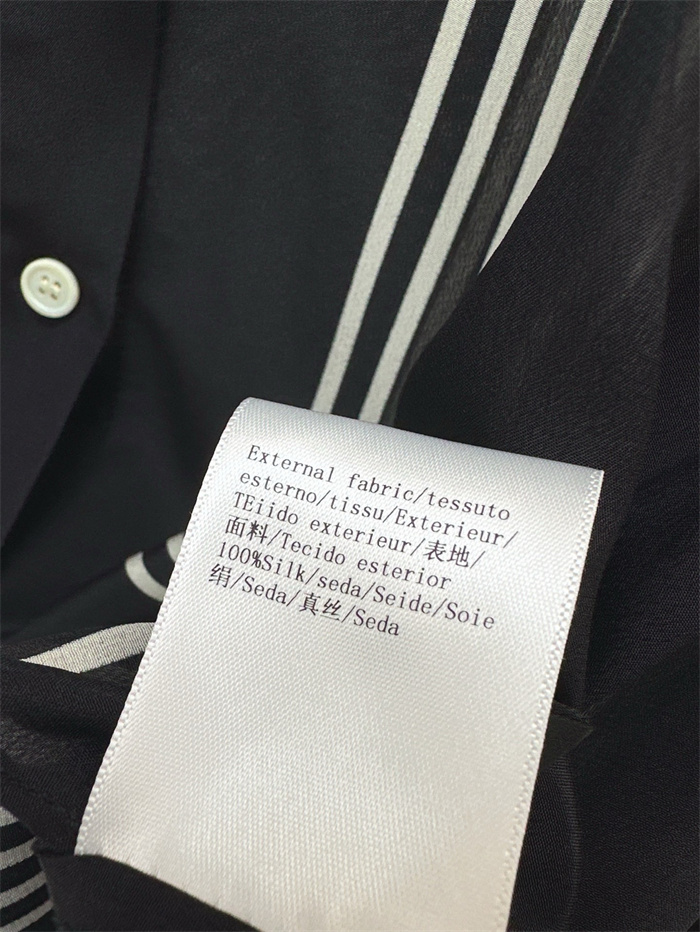 External fabric/tessuto
esterno/tissu/Exterieur/
TEiido exterieur/表地/
面料/Tecido esterior
100%Silk/seda/Seide/Soie
绢/Seda/真丝/Seda